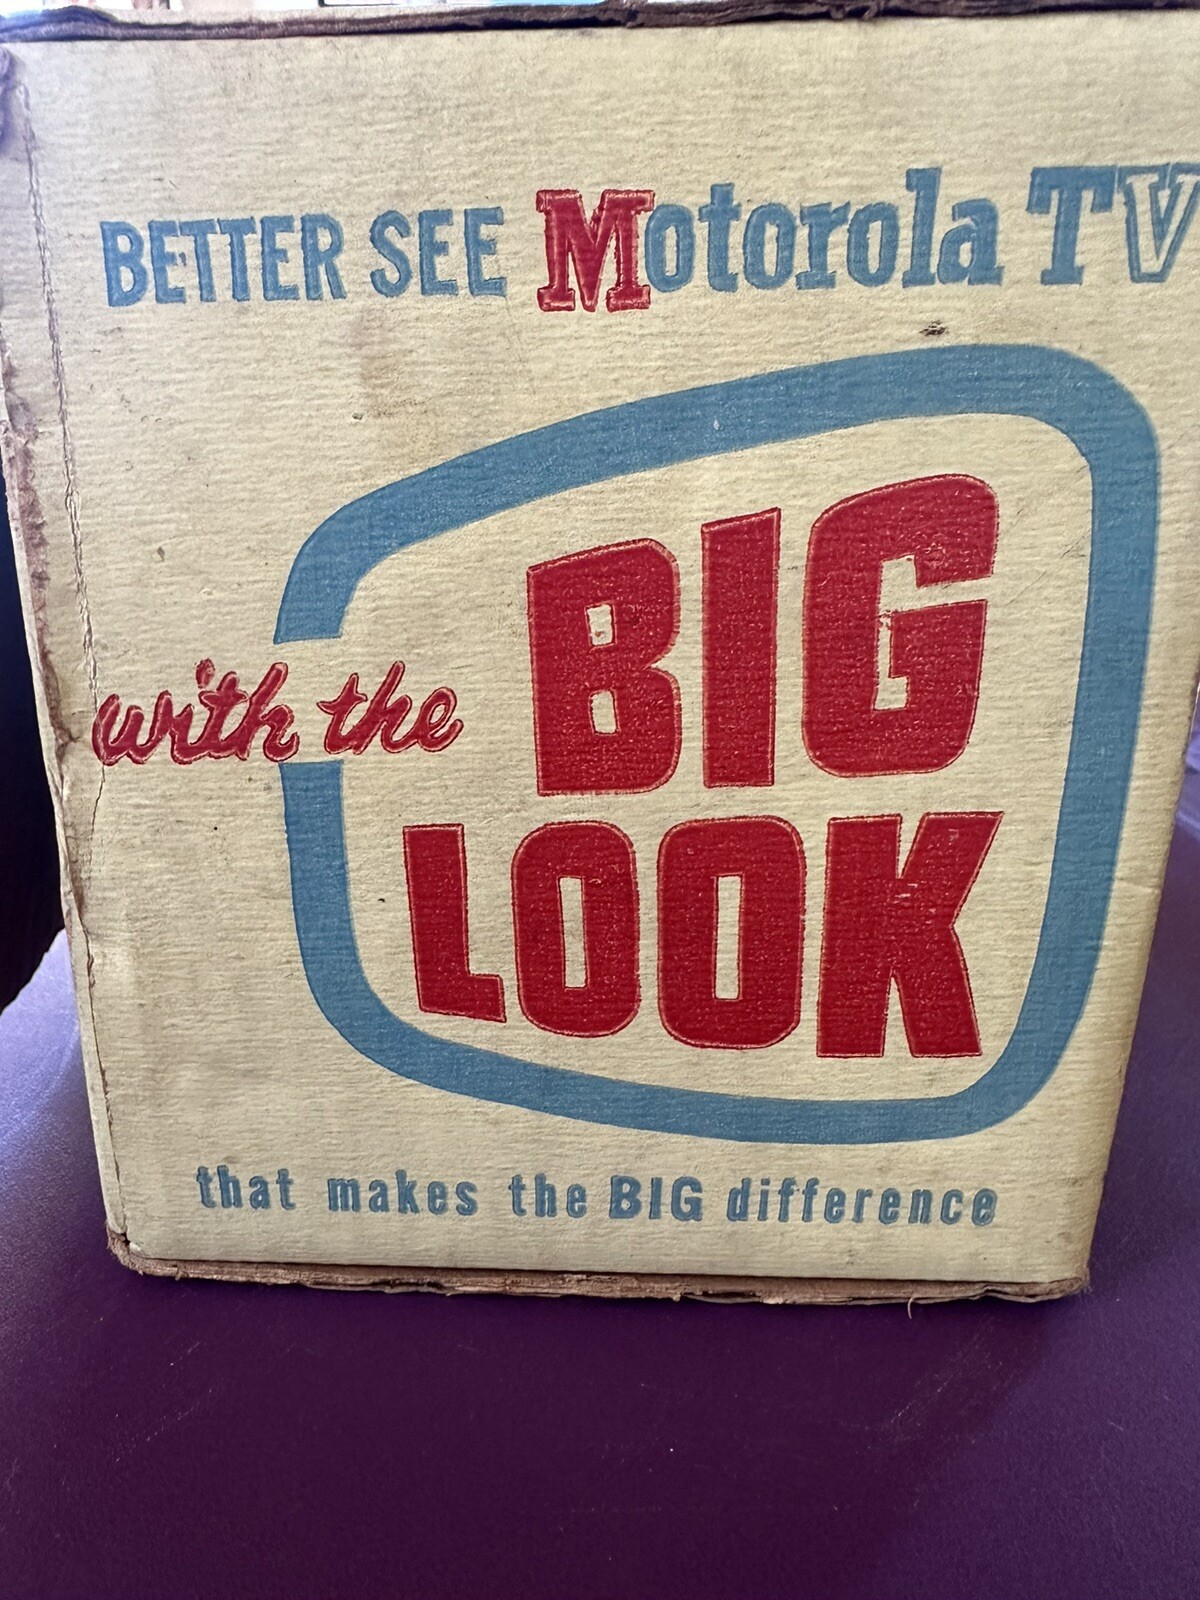 BETTER SEE Motorola TV
with the BIG
LOOK
that makes the BIG difference